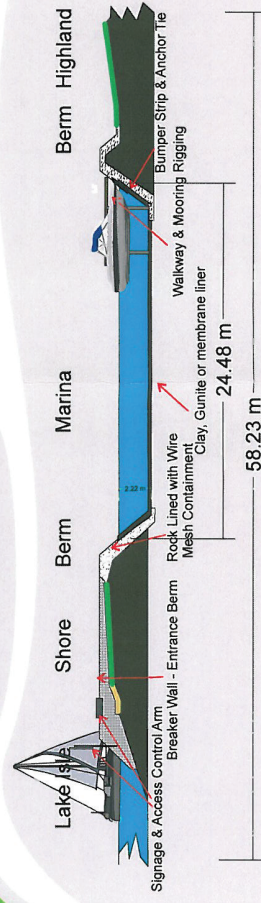 Lake Isle Shore Berm Marina Berm Highland
2.22 m
Signage & Access Control Arm
Breaker Wall - Entrance Berm
Rock Lined with Wire
Mesh Containment
Clay, Gunite or membrane liner
Walkway & Mooring Rigging
Bumper Strip & Anchor Tie
24.48 m
58.23 m